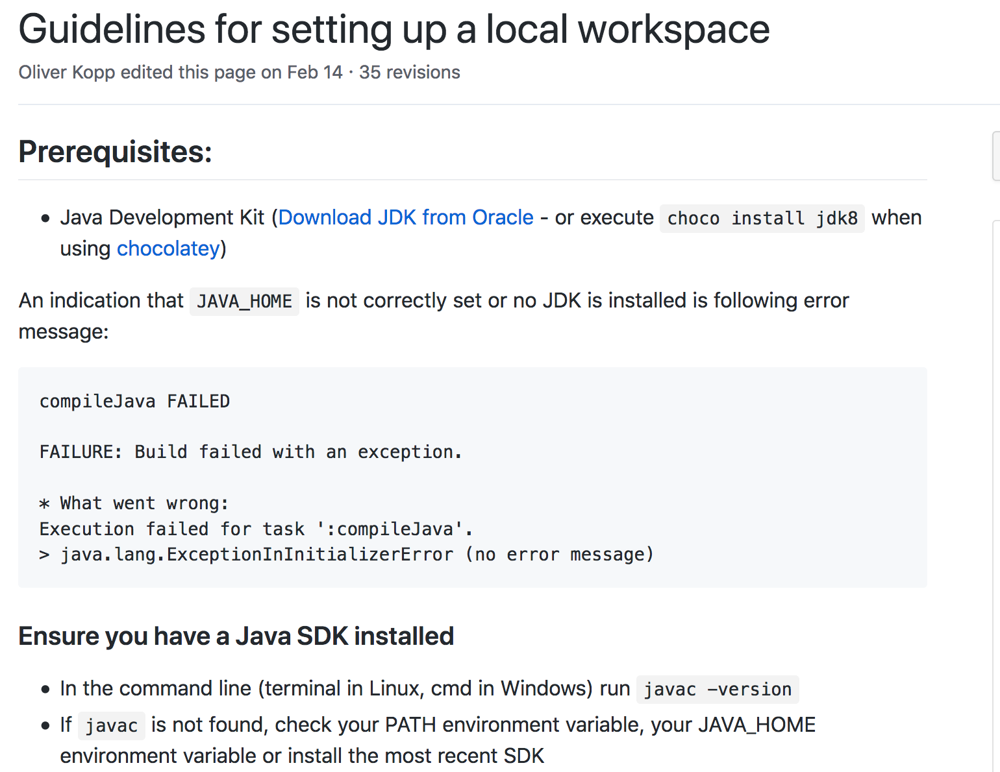 Guidelines for setting up a local workspace
Oliver Kopp edited this page on Feb 14 · 35 revisions
Prerequisites:
• Java Development Kit (Download JDK from Oracle - or execute choco install jdk8 when
using chocolatey)
An indication that JAVA_HOME is not correctly set or no JDK is installed is following error
message:
compileJava FAILED
FAILURE: Build failed with an exception.
* What went wrong:
Execution failed for task ':compileJava'.
> java.lang.ExceptionInInitializerError (no error message)
Ensure you have a Java SDK installed
• In the command line (terminal in Linux, cmd in Windows) run javac -version
• If javac is not found, check your PATH environment variable, your JAVA_HOME
environment variable or install the most recent SDK